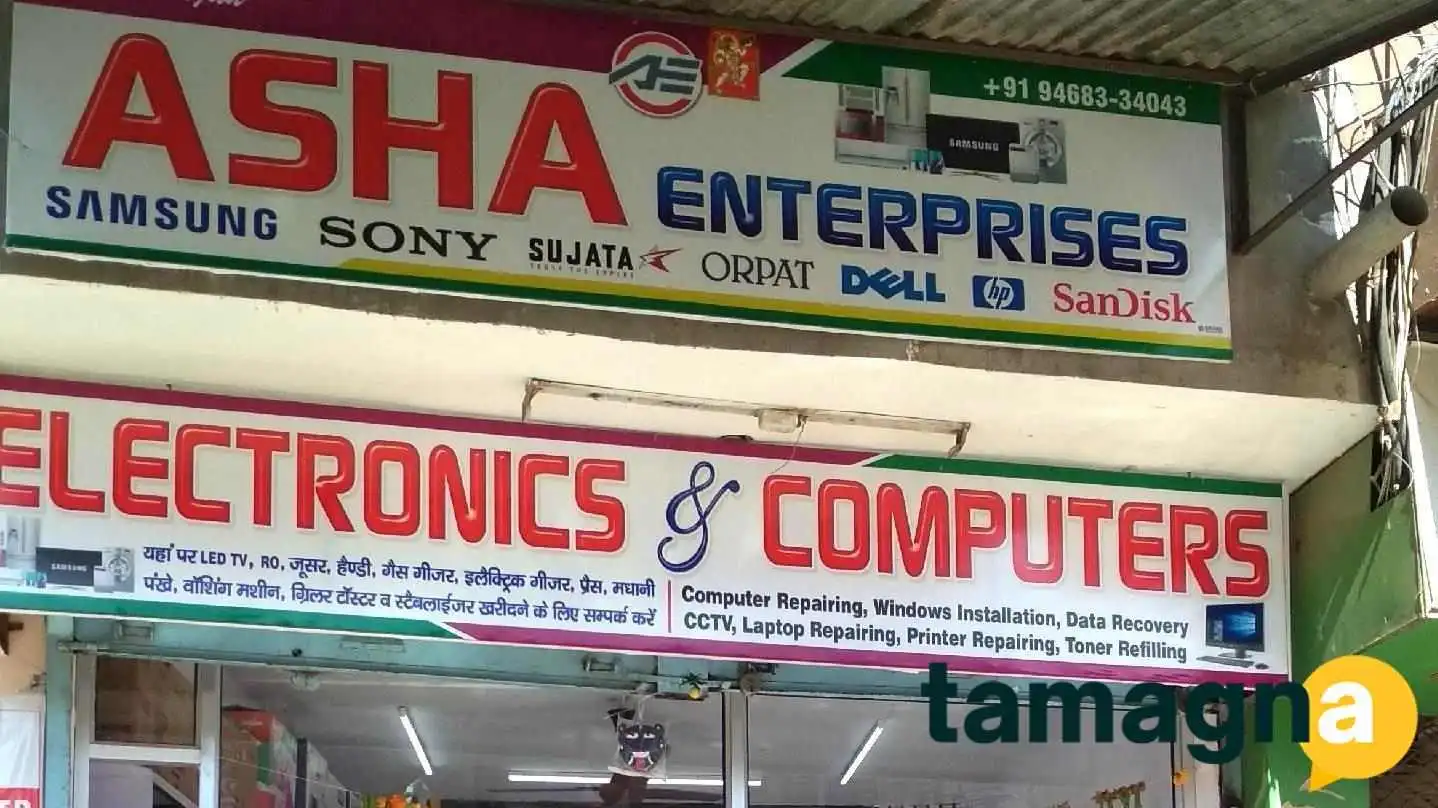 ASHA
AE
+91 94683-34043
SAMSUNG
ENTERPRISES
SAMSUNG SONY SUJATA ORPAT DELL hp SanDisk
ELECTRONICS & COMPUTERS
SAMSUNG
यहां पर LED TV, RO, जूसर, हैण्डी, गैस गीजर, इलैक्ट्रिक गीजर, प्रैस, मधानी
पंखे, वॉशिंग मशीन, ग्रिलर टॉस्टर व स्टैबलाईजर खरीदने के लिए सम्पर्क करें
Computer Repairing, Windows Installation, Data Recovery
CCTV, Laptop Repairing, Printer Repairing, Toner Refilling
tamagna